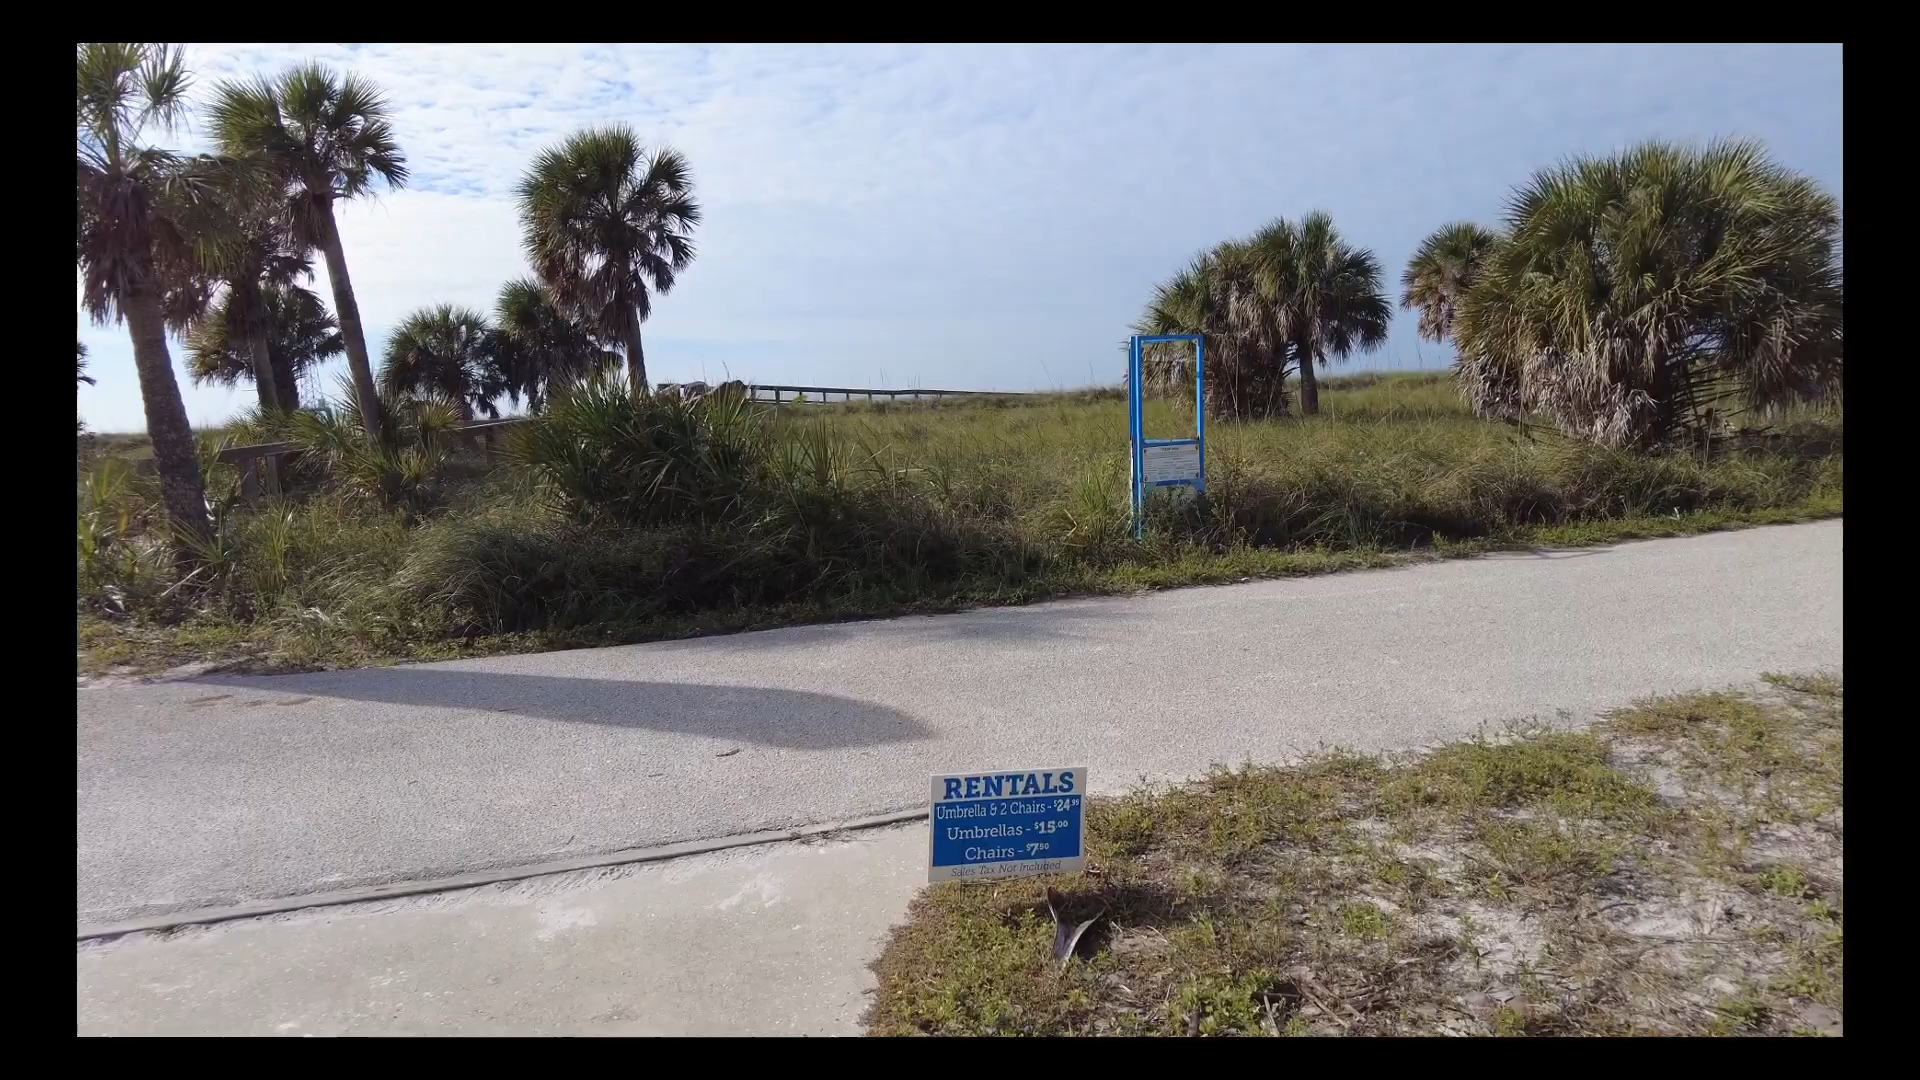 RENTALS
Umbrella & 2 Chairs - $24.99
Umbrellas - $15.00
Chairs - $7.50
Sales Tax Not Included